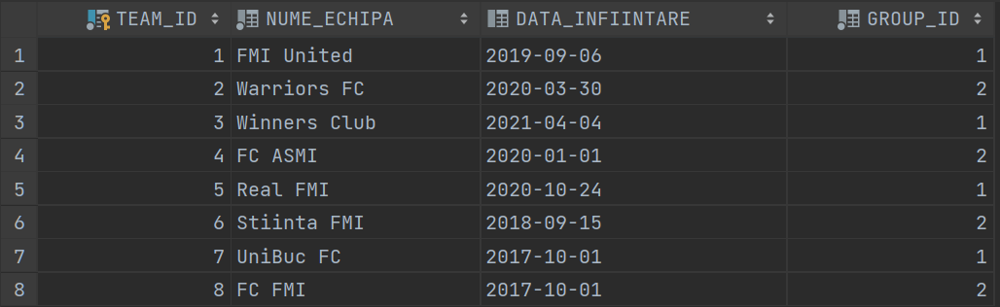 TEAM_ID NUME_ECHIPA DATA_INFIINTARE GROUP_ID
1 1 FMI United 2019-09-06 1
2 2 Warriors FC 2020-03-30 2
3 3 Winners Club 2021-04-04 1
4 4 FC ASMI 2020-01-01 2
5 5 Real FMI 2020-10-24 1
6 6 Stiinta FMI 2018-09-15 2
7 7 UniBuc FC 2017-10-01 1
8 8 FC FMI 2017-10-01 2